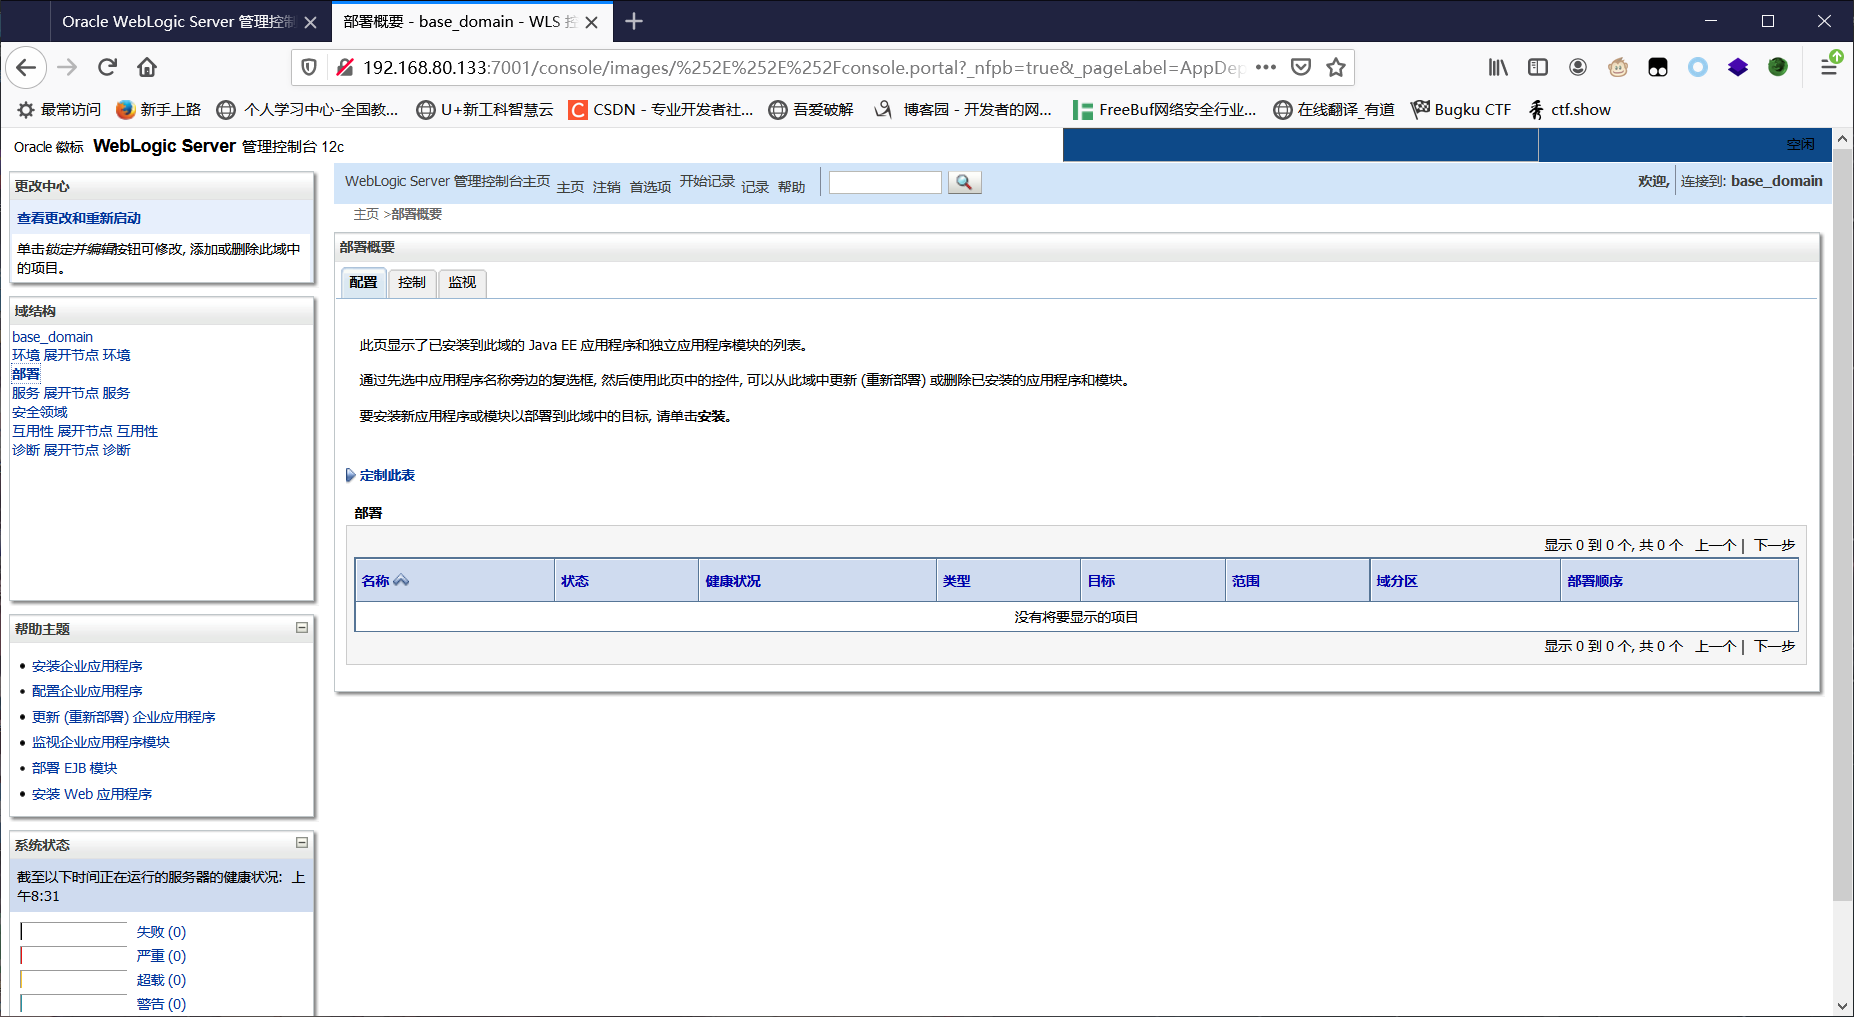 Oracle WebLogic Server 管理控制
部署概要 - base_domain - WLS 控
192.168.80.133:7001/console/images/%252E%252E%252Fconsole.portal?_nfpb=true&_pageLabel=AppDep
最常访问
新手上路
个人学习中心-全国教...
U+新工科智慧云
CSDN - 专业开发者社...
吾爱破解
博客园 - 开发者的网...
FreeBuf网络安全行业...
在线翻译_有道
Bugku CTF
ctf.show
Oracle 徽标 WebLogic Server 管理控制台 12c
空闲
更改中心
查看更改和重新启动
单击锁定并编辑按钮可修改, 添加或删除此域中
的项目。
域结构
base_domain
环境 展开节点 环境
部署
服务 展开节点 服务
安全领域
互用性 展开节点 互用性
诊断 展开节点 诊断
帮助主题
安装企业应用程序
配置企业应用程序
更新 (重新部署) 企业应用程序
监视企业应用程序模块
部署 EJB 模块
安装 Web 应用程序
系统状态
截至以下时间正在运行的服务器的健康状况: 上
午8:31
失败 (0)
严重 (0)
超载 (0)
警告 (0)
WebLogic Server 管理控制台主页 主页 注销 首选项 开始记录 记录 帮助
欢迎, 连接到: base_domain
主页 >部署概要
部署概要
配置 控制 监视
此页显示了已安装到此域的 Java EE 应用程序和独立应用程序模块的列表。
通过先选中应用程序名称旁边的复选框, 然后使用此页中的控件, 可以从此域中更新 (重新部署) 或删除已安装的应用程序和模块。
要安装新应用程序或模块以部署到此域中的目标, 请单击安装。
定制此表
部署
显示 0 到 0 个, 共 0 个 上一个 | 下一步
名称 状态 健康状况 类型 目标 范围 域分区 部署顺序
没有将要显示的项目
显示 0 到 0 个, 共 0 个 上一个 | 下一步